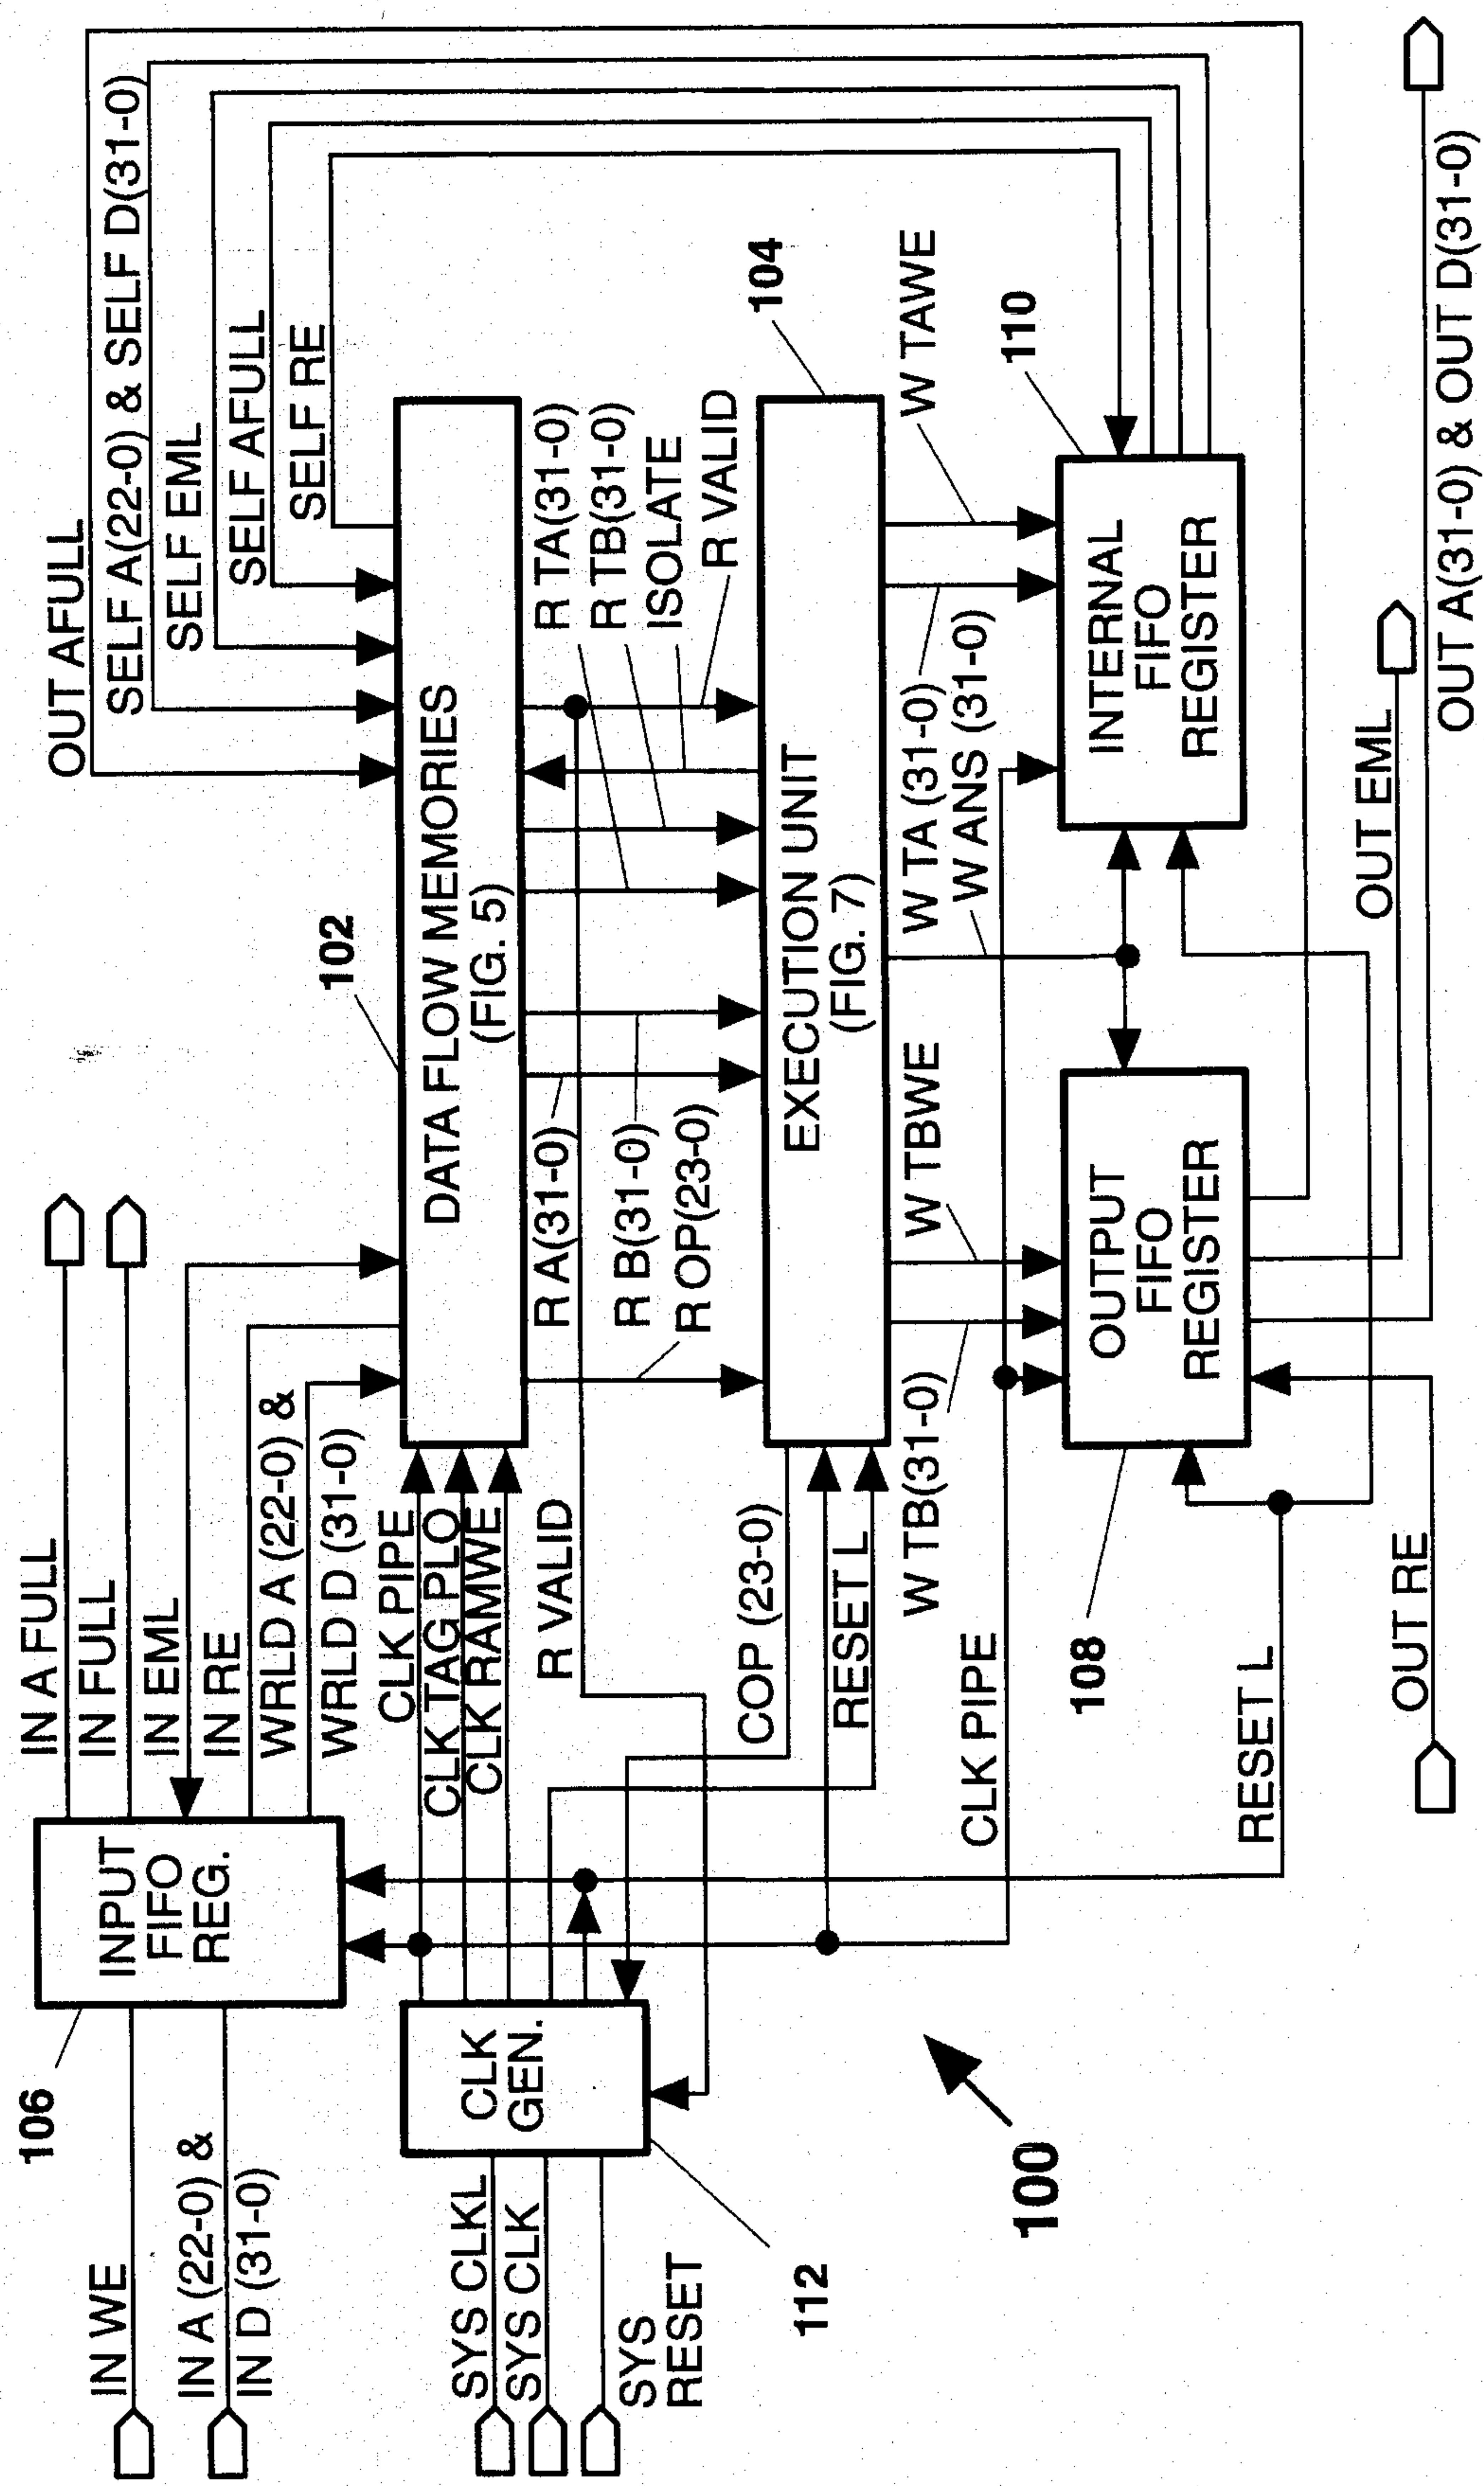 IN A FULL
IN FULL
IN EML
IN RE
WRLD A (22-0) &
WRLD D (31-0)
OUT AFULL
SELF A(22-0) & SELF D(31-0)
SELF EML
SELF AFULL
SELF RE
106
INPUT
FIFO
REG.
IN WE
IN A (22-0) &
IN D (31-0)
102
DATA FLOW MEMORIES
(FIG. 5)
CLK PIPE
CLK TAG PLO
CLK RAMWE
R VALID
CLK
GEN.
SYS CLKL
SYS CLK
SYS
RESET
112
R A(31-0)
R B(31-0)
R OP(23-0)
R TA(31-0)
R TB(31-0)
ISOLATE
R VALID
104
EXECUTION UNIT
(FIG. 7)
COP (23-0)
RESET L
W TB(31-0)
W TBWE
W TA (31-0)
W ANS (31-0)
W TAWE
110
CLK PIPE
108
OUTPUT
FIFO
REGISTER
INTERNAL
FIFO
REGISTER
100
RESET L
OUT RE
OUT EML
OUT A(31-0) & OUT D(31-0)